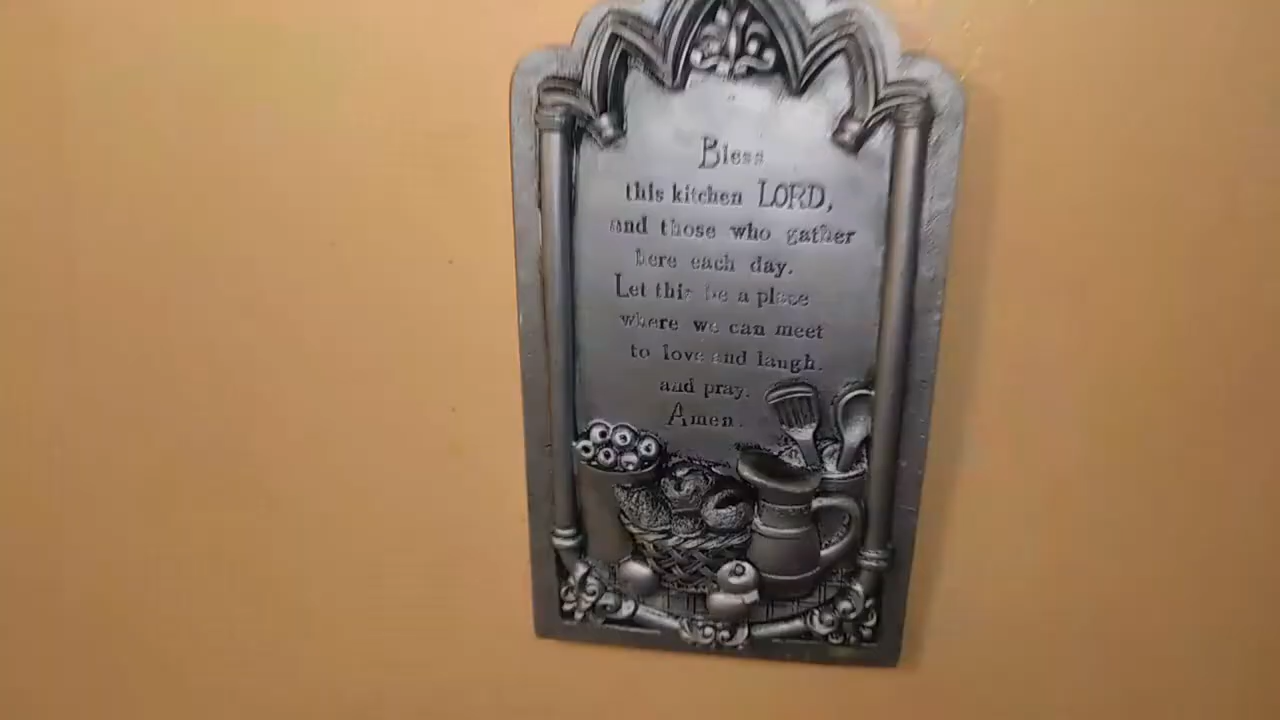 Bless
this kitchen LORD,
and those who gather
here each day.
Let this be a place
where we can meet
to love and laugh.
and pray.
Amen.